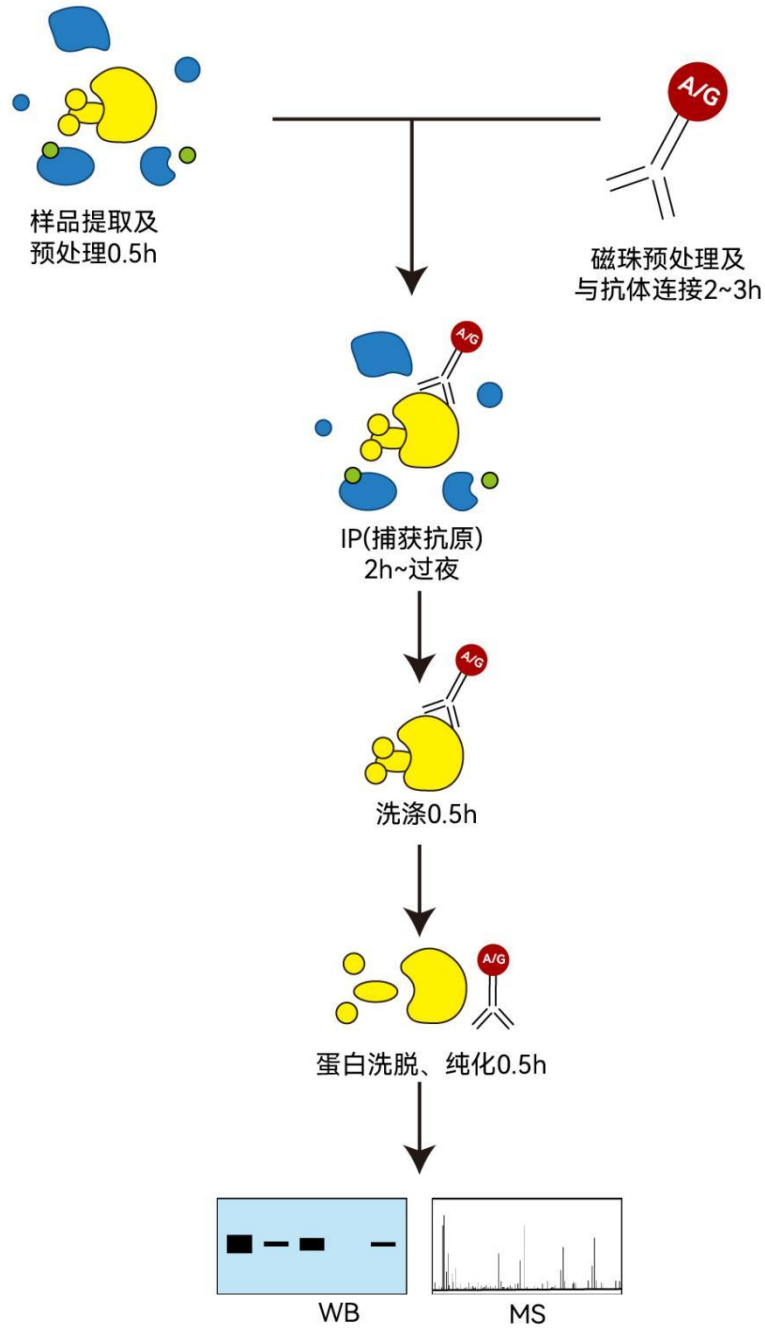 A/G
样品提取及
预处理0.5h
磁珠预处理及
与抗体连接2~3h
A/G
IP(捕获抗原)
2h~过夜
A/G
洗涤0.5h
A/G
蛋白洗脱、纯化0.5h
WB
MS